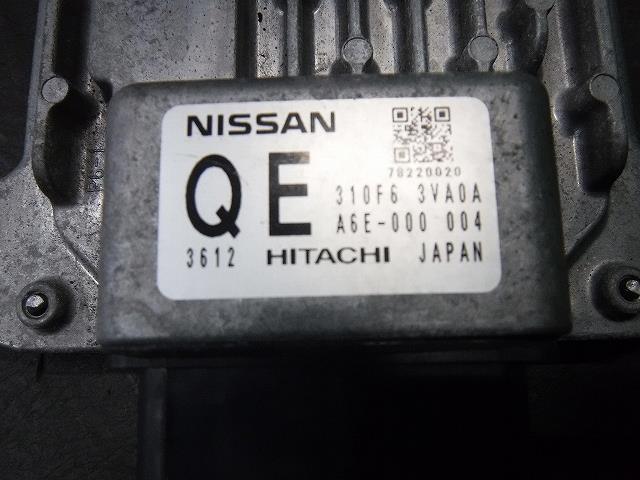 NISSAN
78220020
QE
310F6 3VA0A
A6E-000 004
3612 HITACHI JAPAN